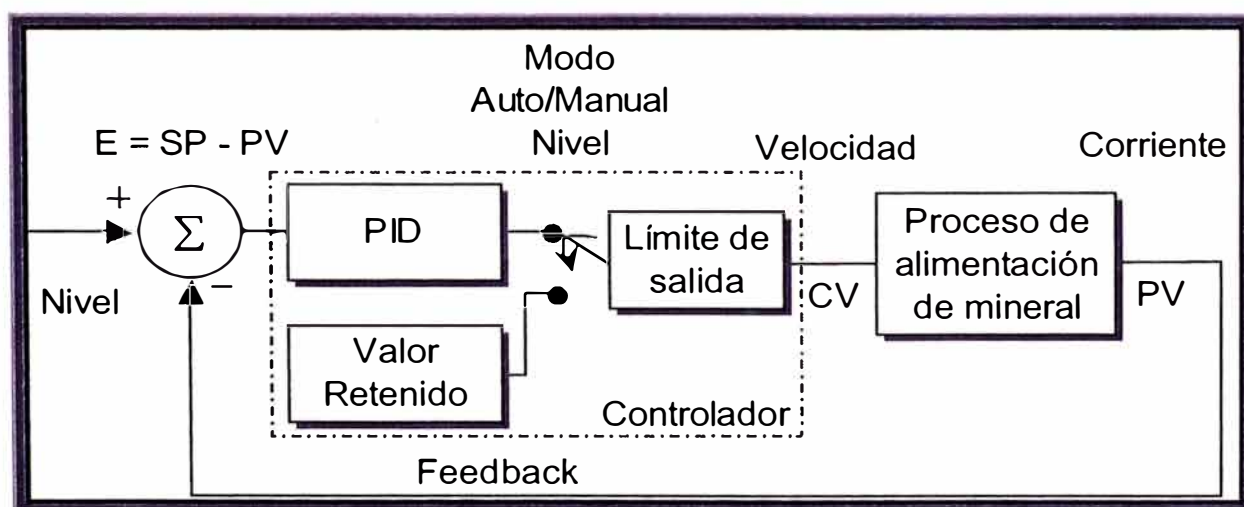 Modo
Auto/Manual
Nivel
E = SP - PV
Velocidad
Corriente
+
Σ
−
Nivel
PID
Valor
Retenido
Límite de
salida
Controlador
CV
Proceso de
alimentación
de mineral
PV
Feedback